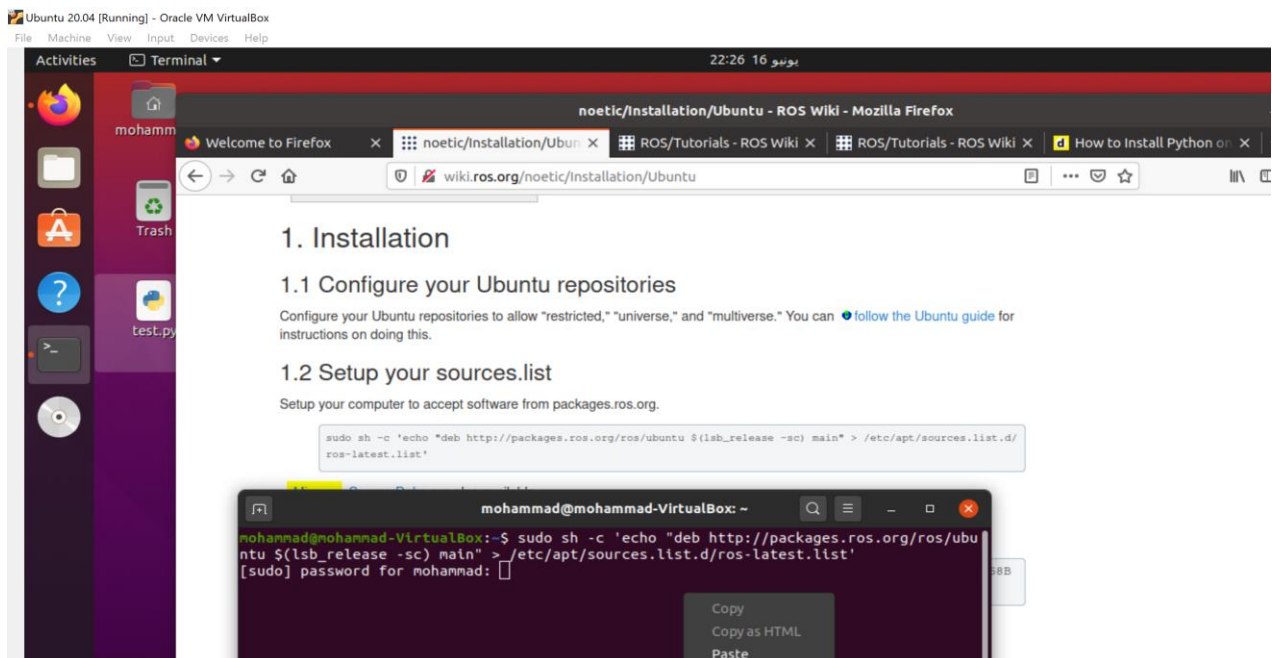 Ubuntu 20.04 [Running] - Oracle VM VirtualBox
File Machine View Input Devices Help
Activities Terminal 22:26 16 يونيو
noetic/Installation/Ubuntu - ROS Wiki - Mozilla Firefox
Welcome to Firefox noetic/Installation/Ubun ROS/Tutorials - ROS Wiki ROS/Tutorials - ROS Wiki How to Install Python on
wiki.ros.org/noetic/Installation/Ubuntu
mohamm
Trash
test.py
1. Installation
1.1 Configure your Ubuntu repositories
Configure your Ubuntu repositories to allow "restricted," "universe," and "multiverse." You can follow the Ubuntu guide for
instructions on doing this.
1.2 Setup your sources.list
Setup your computer to accept software from packages.ros.org.
sudo sh -c 'echo "deb http://packages.ros.org/ros/ubuntu $(lsb_release -sc) main" > /etc/apt/sources.list.d/
ros-latest.list'
mohammad@mohammad-VirtualBox: ~
mohammad@mohammad-VirtualBox:~$ sudo sh -c 'echo "deb http://packages.ros.org/ros/ubu
ntu $(lsb_release -sc) main" > /etc/apt/sources.list.d/ros-latest.list'
[sudo] password for mohammad:
68B
Copy
Copy as HTML
Paste